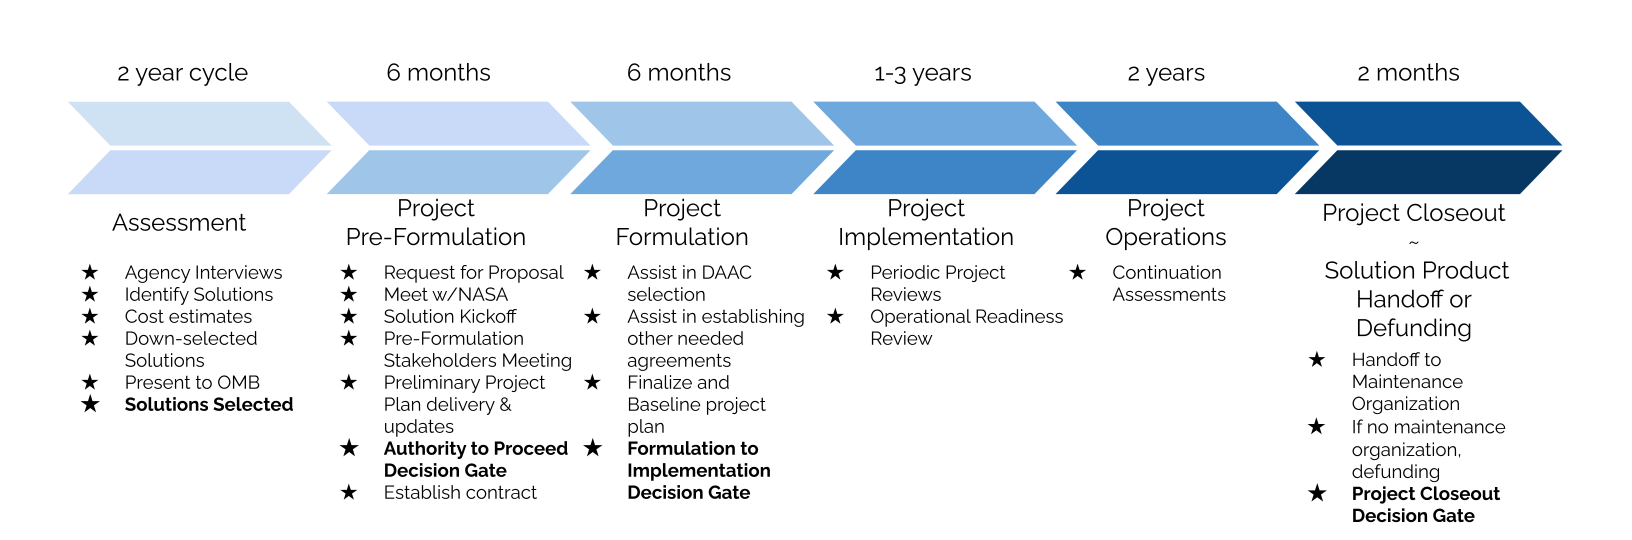 2 year cycle
Assessment
★ Agency Interviews
★ Identify Solutions
★ Cost estimates
★ Down-selected
Solutions
★ Present to OMB
★ Solutions Selected
6 months
Project
Pre-Formulation
★ Request for Proposal
★ Meet w/NASA
★ Solution Kickoff
★ Pre-Formulation
Stakeholders Meeting
★ Preliminary Project
Plan delivery &
updates
★ Authority to Proceed
Decision Gate
★ Establish contract
6 months
Project
Formulation
★ Assist in DAAC
selection
★ Assist in establishing
other needed
agreements
★ Finalize and
Baseline project
plan
★ Formulation to
Implementation
Decision Gate
1-3 years
Project
Implementation
★ Periodic Project
Reviews
★ Operational Readiness
Review
2 years
Project
Operations
★ Continuation
Assessments
2 months
Project Closeout
~
Solution Product
Handoff or
Defunding
★ Handoff to
Maintenance
Organization
★ If no maintenance
organization,
defunding
★ Project Closeout
Decision Gate